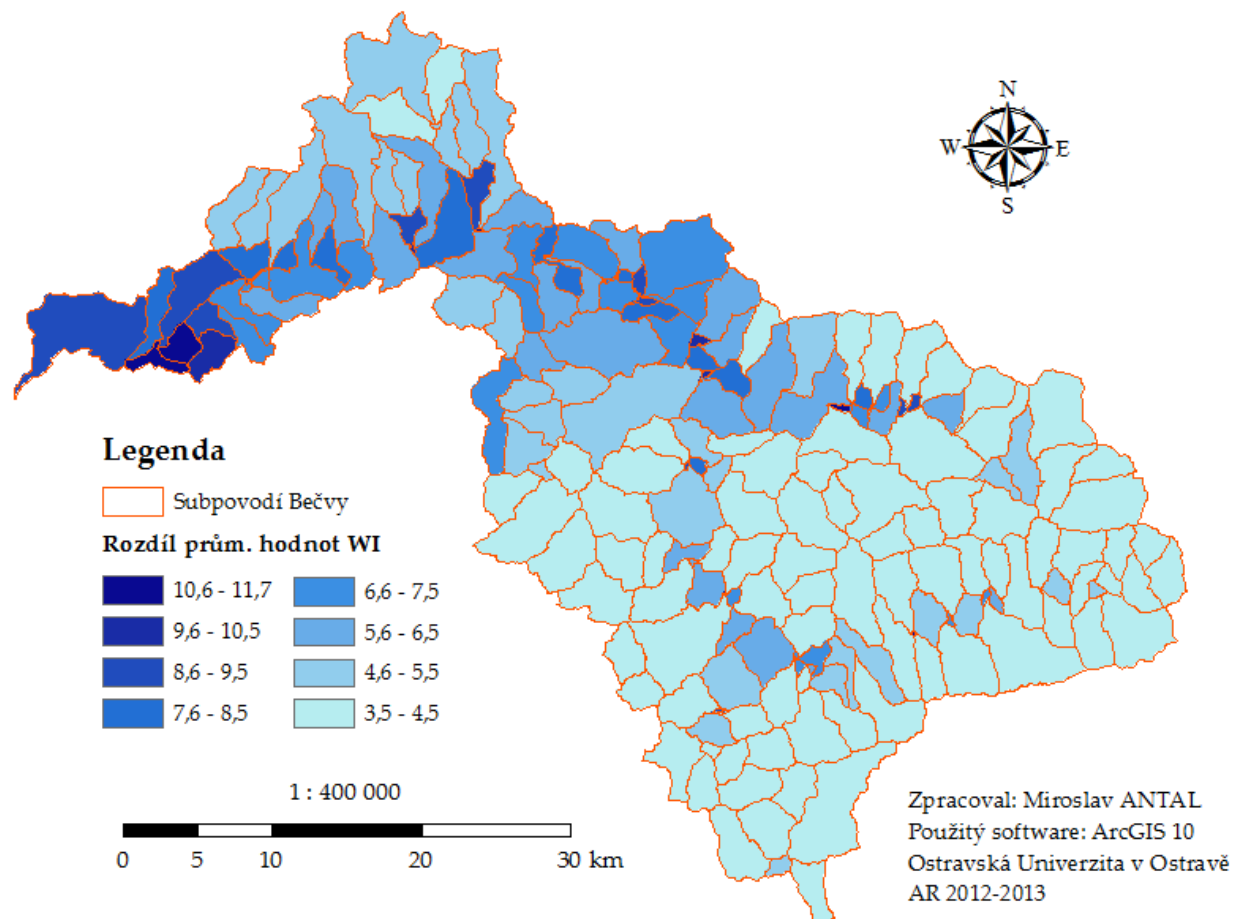 N
W E
S
Legenda
Subpovodí Bečvy
Rozdíl prům. hodnot WI
10,6 - 11,7 6,6 - 7,5
9,6 - 10,5 5,6 - 6,5
8,6 - 9,5 4,6 - 5,5
7,6 - 8,5 3,5 - 4,5
1 : 400 000
0 5 10 20 30 km
Zpracoval: Miroslav ANTAL
Použitý software: ArcGIS 10
Ostravská Univerzita v Ostravě
AR 2012-2013